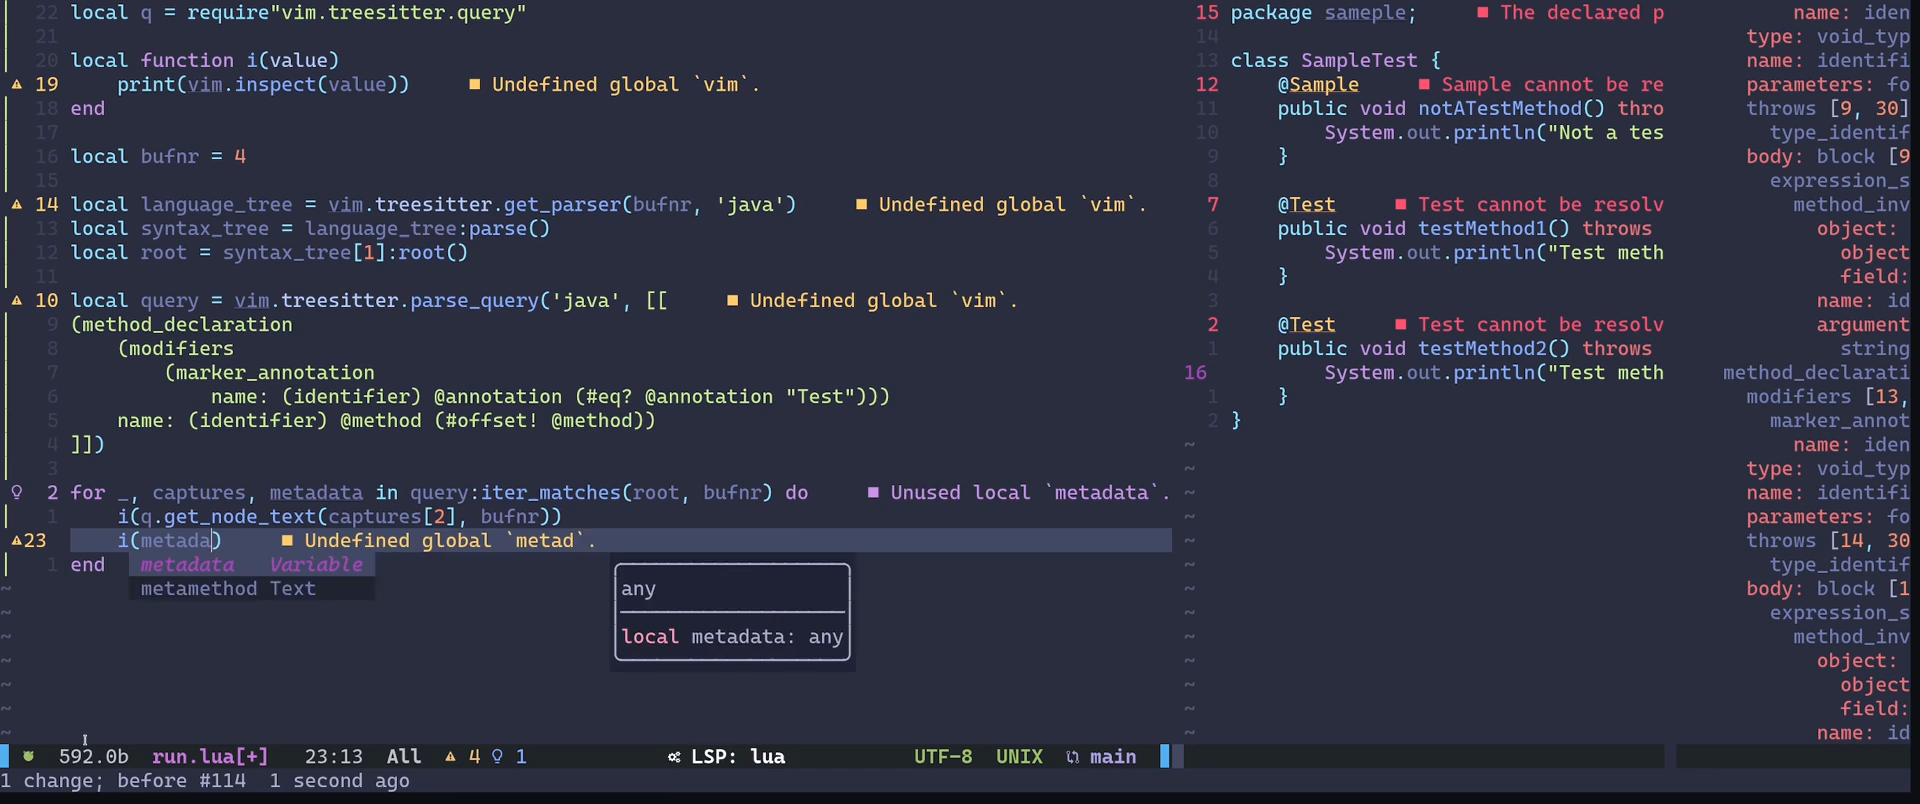 22 local q = require"vim.treesitter.query"
21
20 local function i(value)
19     print(vim.inspect(value))     ■ Undefined global `vim`.
18 end
17
16 local bufnr = 4
15
14 local language_tree = vim.treesitter.get_parser(bufnr, 'java')     ■ Undefined global `vim`.
13 local syntax_tree = language_tree:parse()
12 local root = syntax_tree[1]:root()
11
10 local query = vim.treesitter.parse_query('java', [[     ■ Undefined global `vim`.
9 (method_declaration
8     (modifiers
7         (marker_annotation
6             name: (identifier) @annotation (#eq? @annotation "Test")))
5     name: (identifier) @method (#offset! @method))
4 ]])
3
2 for _, captures, metadata in query:iter_matches(root, bufnr) do     ■ Unused local `metadata`.
1     i(q.get_node_text(captures[2], bufnr))
23     i(metada)     ■ Undefined global `metad`.
1 end
metadata   Variable
metamethod Text
any
local metadata: any
592.0b  run.lua[+]   23:13  All  4  1   LSP: lua   UTF-8  UNIX  main
1 change; before #114  1 second ago
15 package sameple;     ■ The declared p
14
13 class SampleTest {
12     @Sample     ■ Sample cannot be re
11     public void notATestMethod() thro
10         System.out.println("Not a tes
9     }
8
7     @Test     ■ Test cannot be resolv
6     public void testMethod1() throws
5         System.out.println("Test meth
4     }
3
2     @Test     ■ Test cannot be resolv
1     public void testMethod2() throws
16         System.out.println("Test meth
1     }
2 }
name: iden
type: void_typ
name: identifi
parameters: fo
throws [9, 30]
type_identif
body: block [9
expression_s
method_inv
object:
object
field:
name: id
argument
string
method_declarati
modifiers [13,
marker_annot
name: iden
type: void_typ
name: identifi
parameters: fo
throws [14, 30
type_identif
body: block [1
expression_s
method_inv
object:
object
field:
name: id